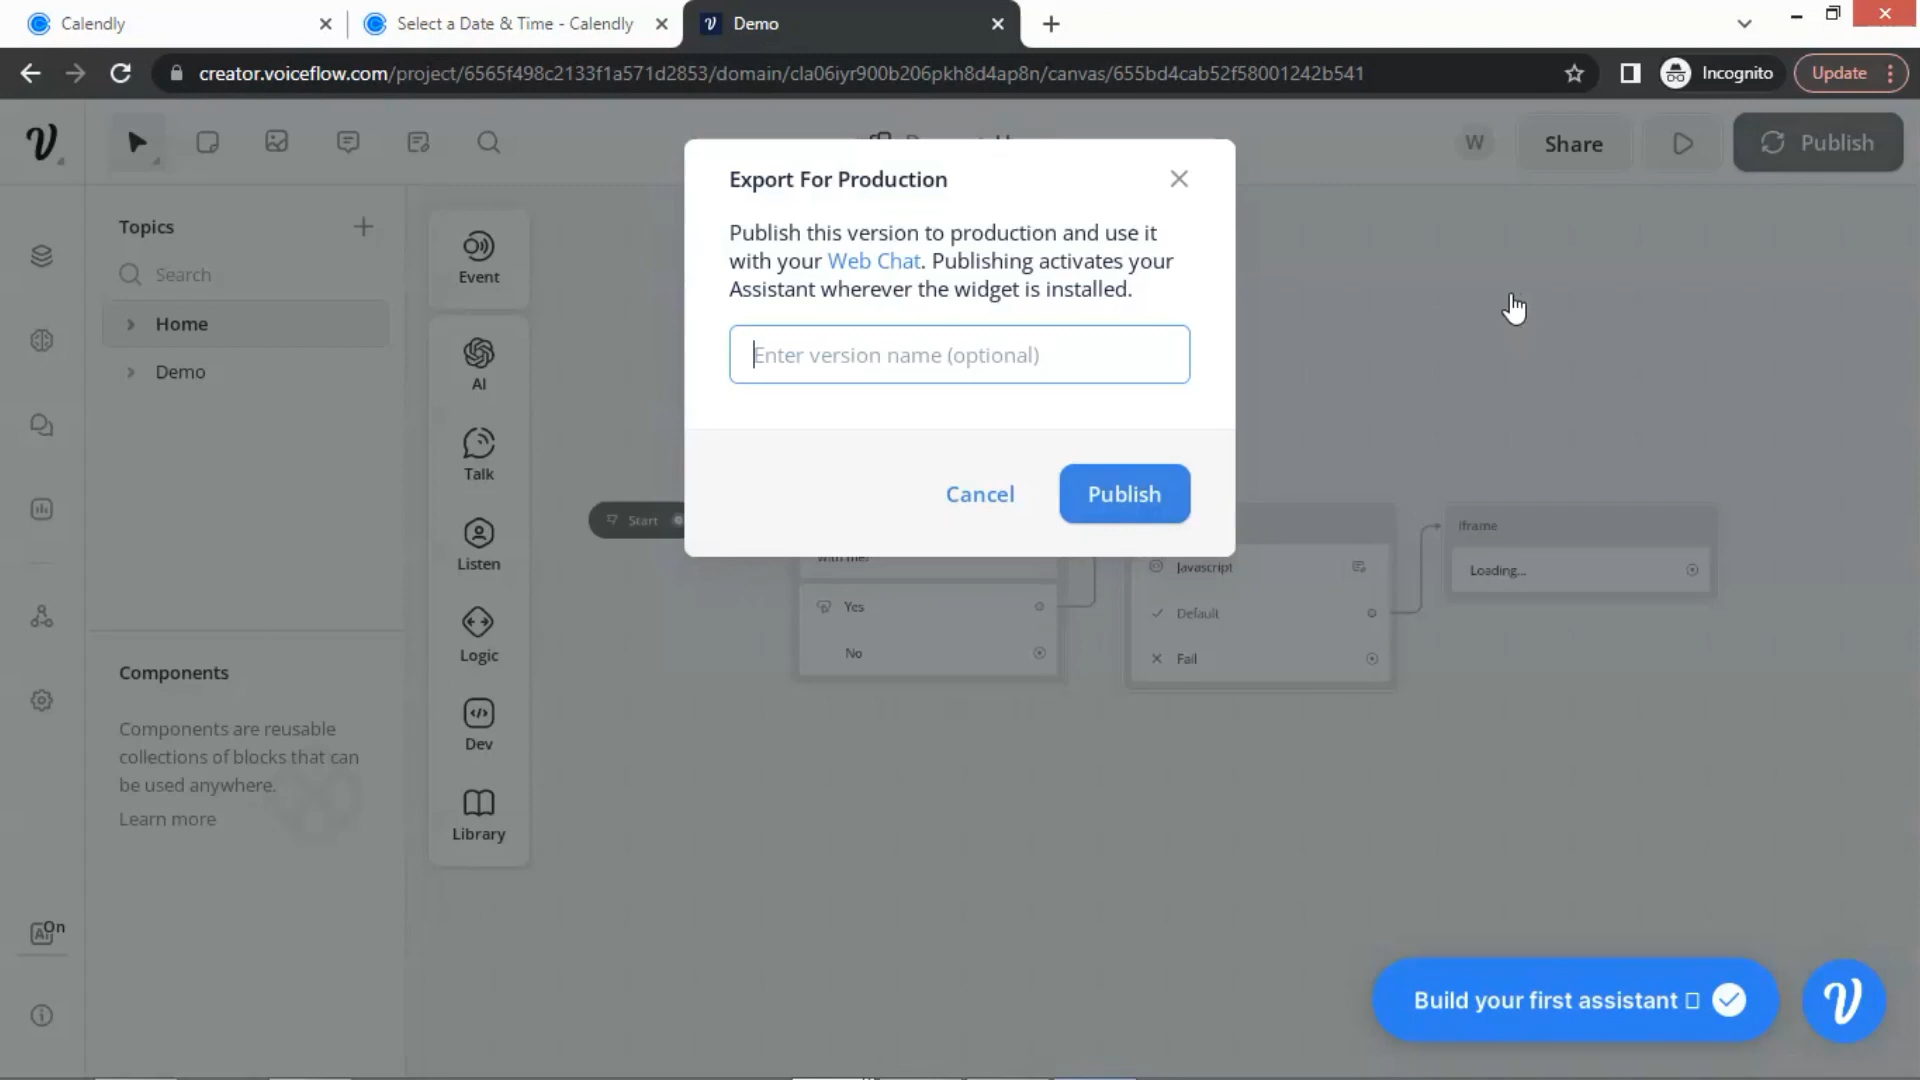 Calendly
Select a Date & Time - Calendly
Demo
creator.voiceflow.com/project/6565f498c2133f1a571d2853/domain/cla06iyr900b206pkh8d4ap8n/canvas/655bd4cab52f58001242b541
Incognito
Update
W
Share
Publish
Topics
Search
Home
Demo
Event
AI
Talk
Listen
Logic
Dev
Library
Export For Production
Publish this version to production and use it
with your Web Chat. Publishing activates your
Assistant wherever the widget is installed.
Enter version name (optional)
Cancel
Publish
Start
with me?
Yes
No
Javascript
Default
Fail
Iframe
Loading...
Components
Components are reusable
collections of blocks that can
be used anywhere.
Learn more
AI On
Build your first assistant